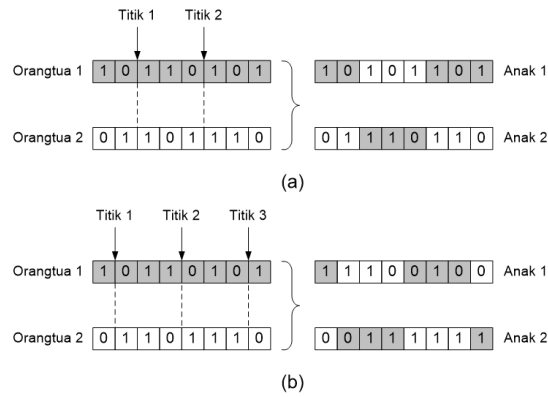 Titik 1 Titik 2
Orangtua 1 1 0 1 1 0 1 0 1 1 0 1 0 1 1 0 1 Anak 1
Orangtua 2 0 1 1 0 1 1 1 0 0 1 1 1 0 1 1 0 Anak 2
(a)
Titik 1 Titik 2 Titik 3
Orangtua 1 1 0 1 1 0 1 0 1 1 1 1 0 0 1 0 0 Anak 1
Orangtua 2 0 1 1 0 1 1 1 0 0 0 1 1 1 1 1 1 Anak 2
(b)